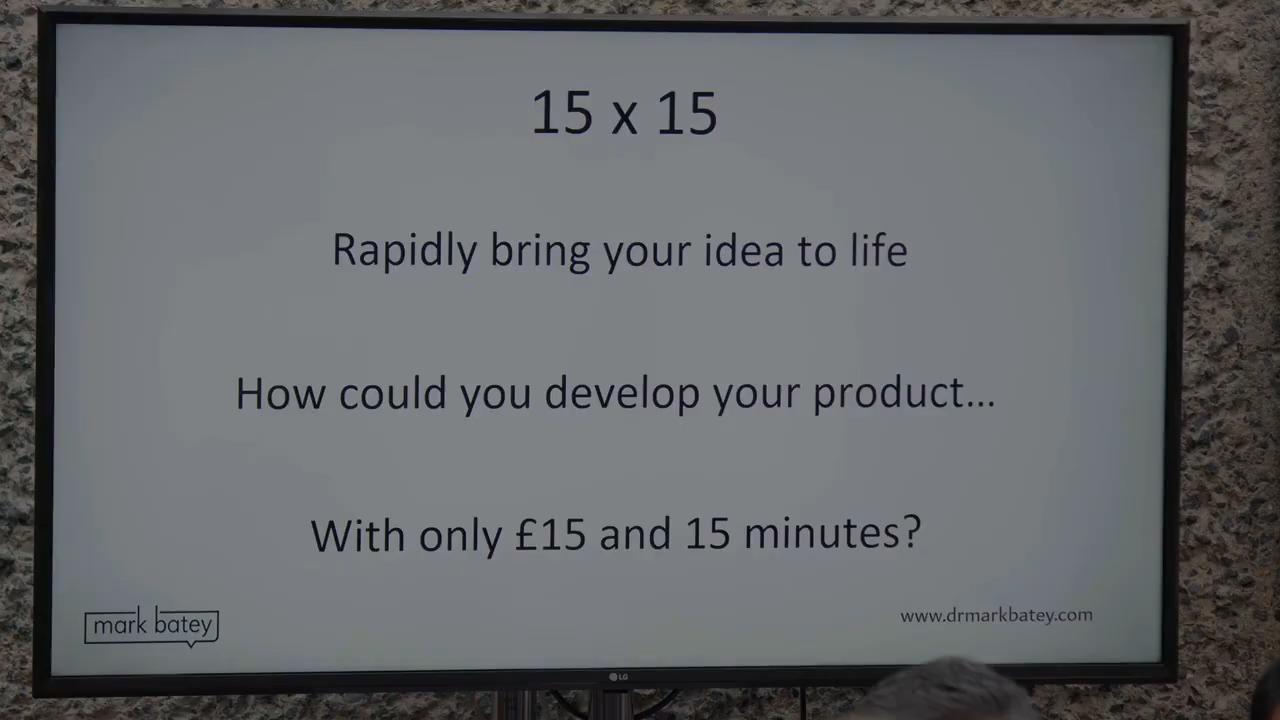 15 x 15
Rapidly bring your idea to life
How could you develop your product...
With only £15 and 15 minutes?
mark batey
www.drmarkbatey.com
LG